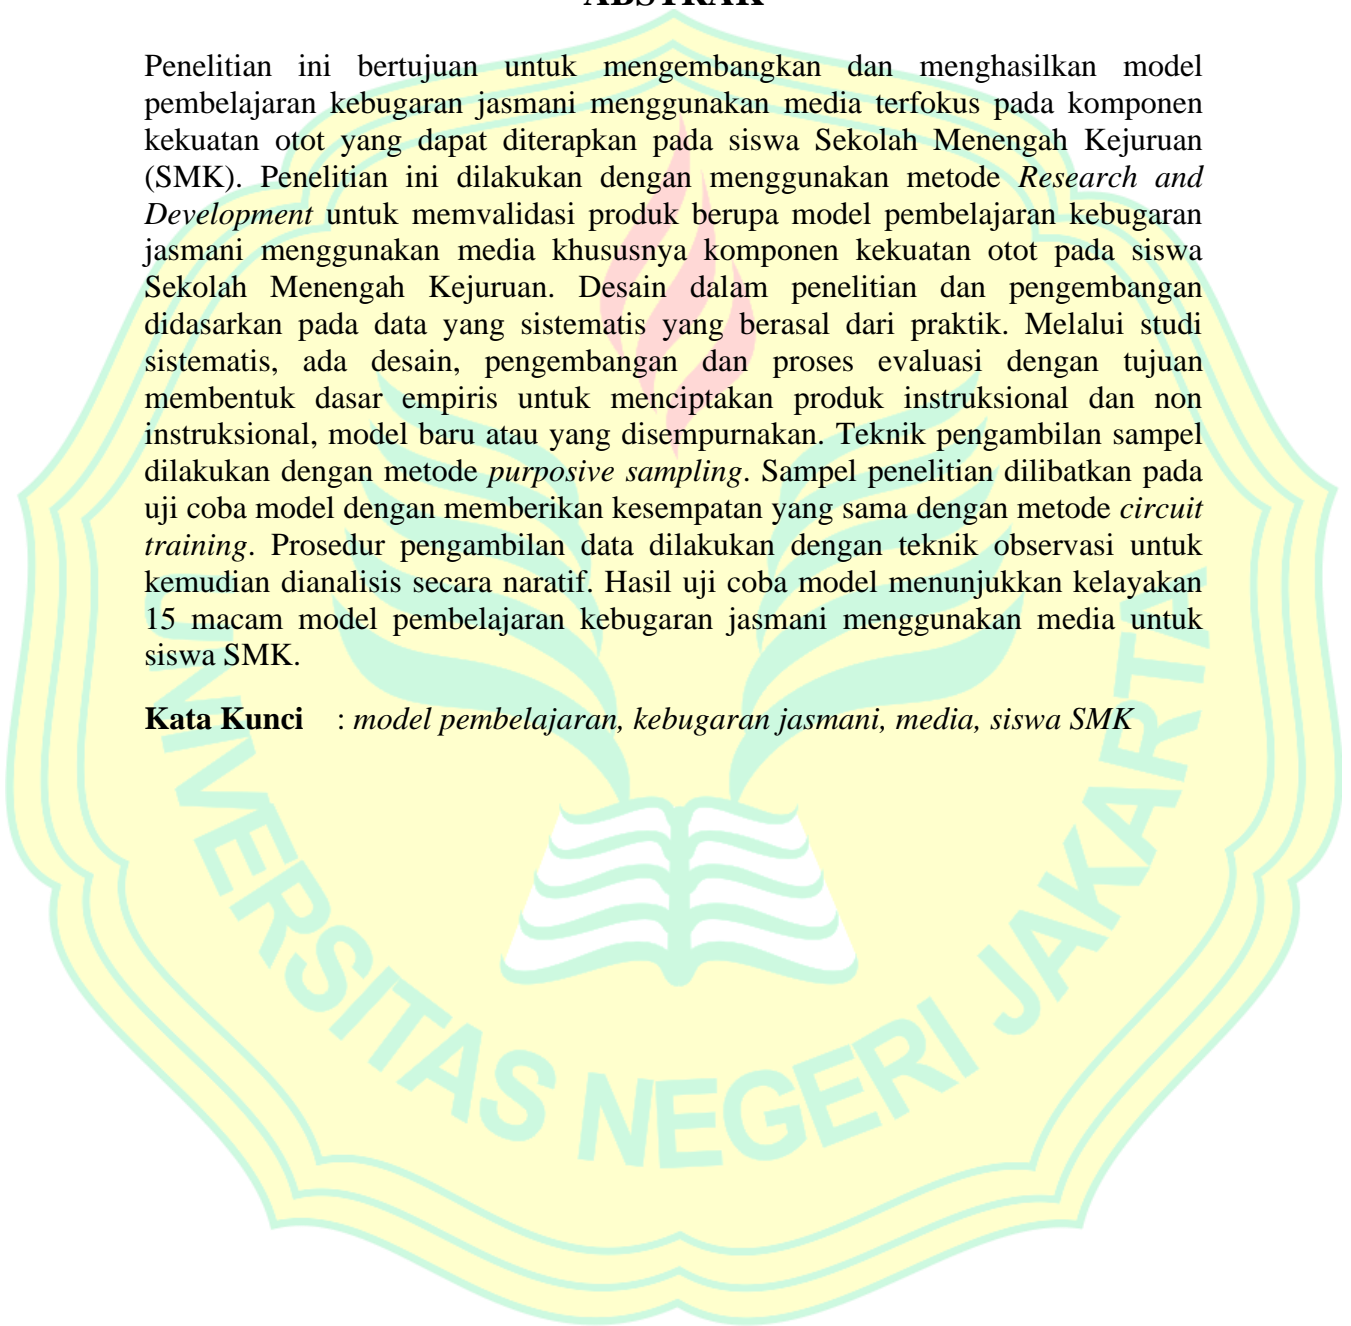 ABSTRAK
Penelitian ini bertujuan untuk mengembangkan dan menghasilkan model
pembelajaran kebugaran jasmani menggunakan media terfokus pada komponen
kekuatan otot yang dapat diterapkan pada siswa Sekolah Menengah Kejuruan
(SMK). Penelitian ini dilakukan dengan menggunakan metode Research and
Development untuk memvalidasi produk berupa model pembelajaran kebugaran
jasmani menggunakan media khususnya komponen kekuatan otot pada siswa
Sekolah Menengah Kejuruan. Desain dalam penelitian dan pengembangan
didasarkan pada data yang sistematis yang berasal dari praktik. Melalui studi
sistematis, ada desain, pengembangan dan proses evaluasi dengan tujuan
membentuk dasar empiris untuk menciptakan produk instruksional dan non
instruksional, model baru atau yang disempurnakan. Teknik pengambilan sampel
dilakukan dengan metode purposive sampling. Sampel penelitian dilibatkan pada
uji coba model dengan memberikan kesempatan yang sama dengan metode circuit
training. Prosedur pengambilan data dilakukan dengan teknik observasi untuk
kemudian dianalisis secara naratif. Hasil uji coba model menunjukkan kelayakan
15 macam model pembelajaran kebugaran jasmani menggunakan media untuk
siswa SMK.
Kata Kunci : model pembelajaran, kebugaran jasmani, media, siswa SMK
UNIVERSITAS NEGERI JAKARTA